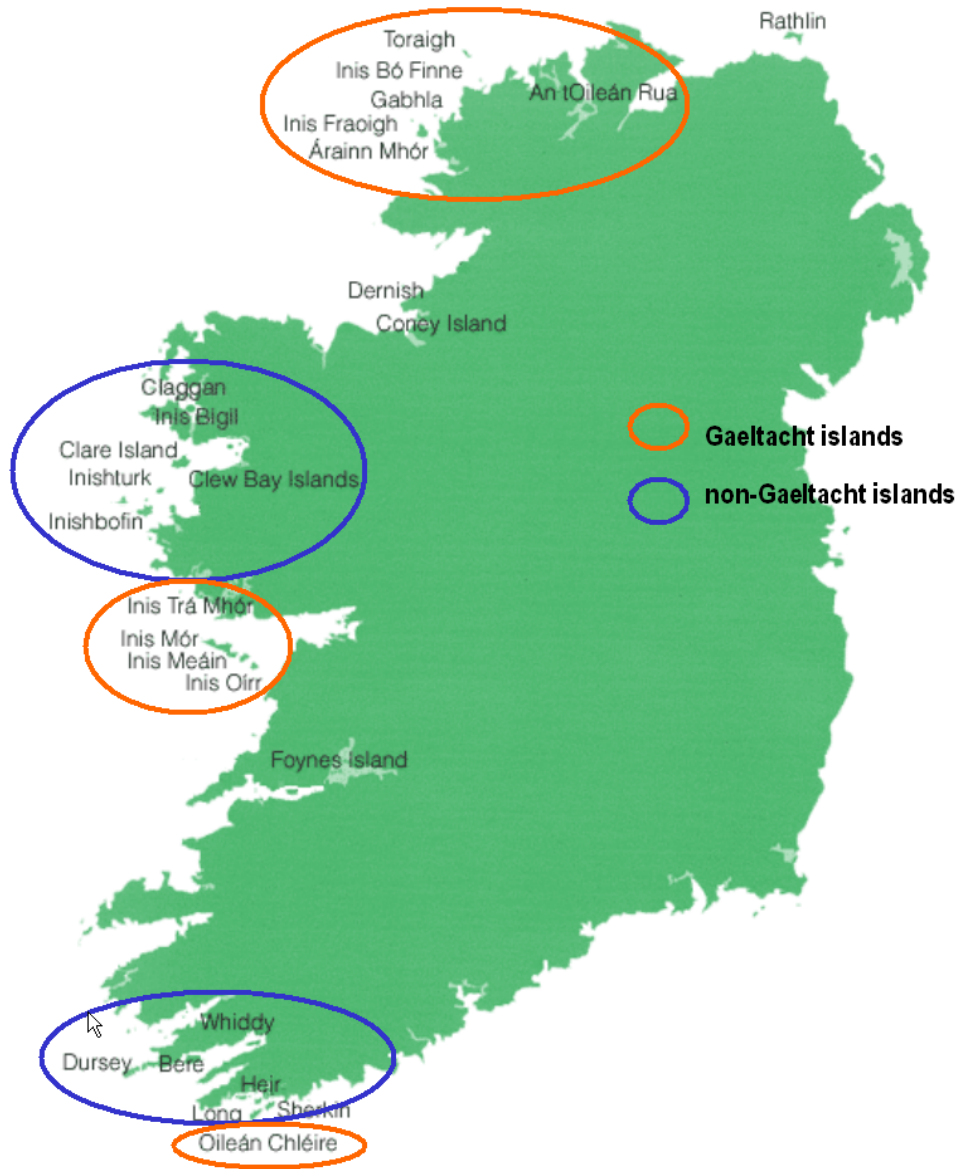 Rathlin
Toraigh
Inis Bó Finne
An tOileán Rua
Gabhla
Inis Fraoigh
Árainn Mhór
Dernish
Coney Island
Claggan
Inis Bigil
Clare Island
Inishturk
Clew Bay Islands
Inishbofin
Gaeltacht islands
non-Gaeltacht islands
Inis Trá Mhór
Inis Mór
Inis Meáin
Inis Oírr
Foynes Island
Whiddy
Dursey
Bere
Heir
Long
Sherkin
Oileán Chléire